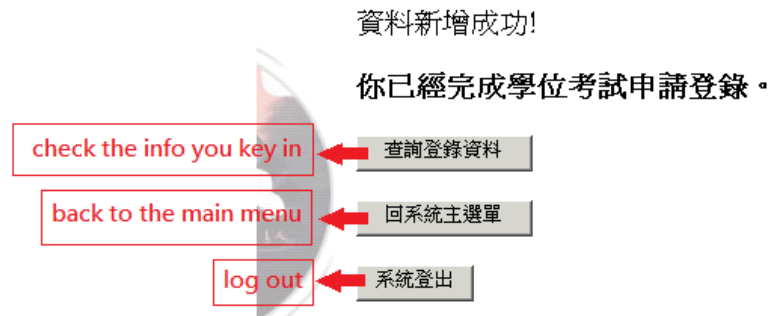 資料新增成功!
你已經完成學位考試申請登錄。
check the info you key in 查詢登錄資料
back to the main menu 回系統主選單
log out 系統登出